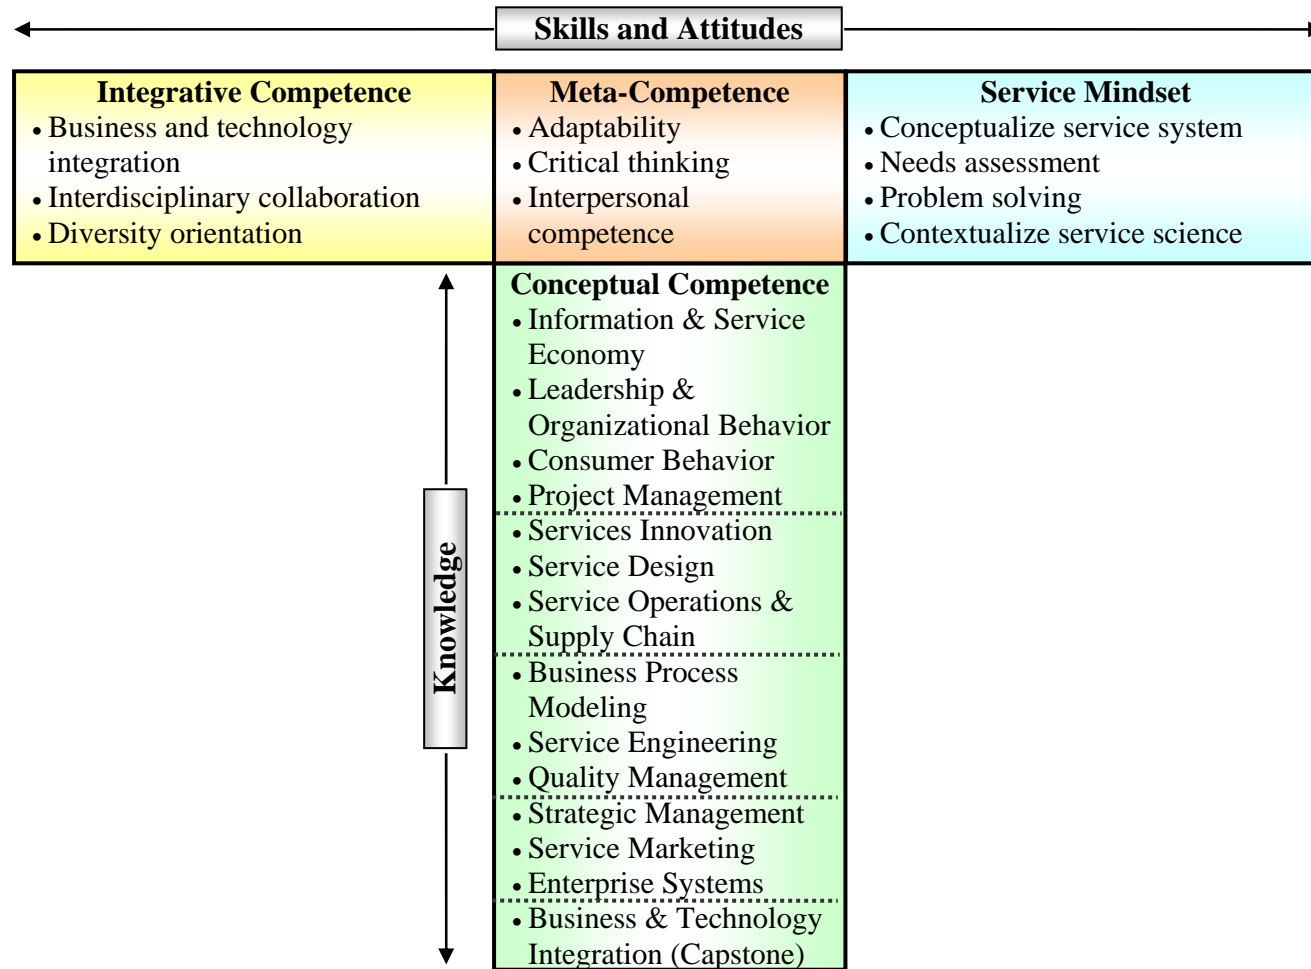 Skills and Attitudes
Integrative Competence
• Business and technology
integration
• Interdisciplinary collaboration
• Diversity orientation
Meta-Competence
• Adaptability
• Critical thinking
• Interpersonal
competence
Service Mindset
• Conceptualize service system
• Needs assessment
• Problem solving
• Contextualize service science
Knowledge
Conceptual Competence
• Information & Service
Economy
• Leadership &
Organizational Behavior
• Consumer Behavior
• Project Management
• Services Innovation
• Service Design
• Service Operations &
Supply Chain
• Business Process
Modeling
• Service Engineering
• Quality Management
• Strategic Management
• Service Marketing
• Enterprise Systems
• Business & Technology
Integration (Capstone)